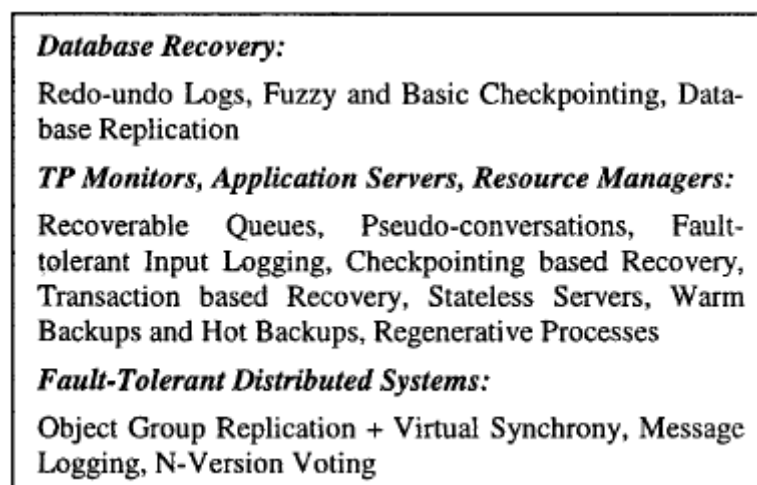 Database Recovery:
Redo-undo Logs, Fuzzy and Basic Checkpointing, Data-
base Replication
TP Monitors, Application Servers, Resource Managers:
Recoverable Queues, Pseudo-conversations, Fault-
tolerant Input Logging, Checkpointing based Recovery,
Transaction based Recovery, Stateless Servers, Warm
Backups and Hot Backups, Regenerative Processes
Fault-Tolerant Distributed Systems:
Object Group Replication + Virtual Synchrony, Message
Logging, N-Version Voting